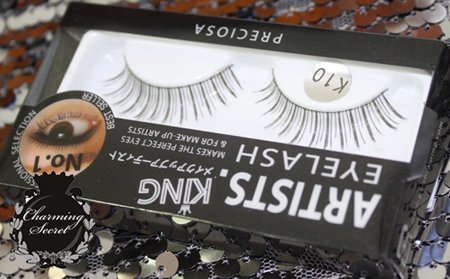 PRECIOSA
K10
BEST SELLER
No.1
MAKES THE PERFECT EYES
& FOR MAKE-UP ARTISTS
EYELASH
メイクアップアーティスト
ARTISTS, KING
Charming
Secret